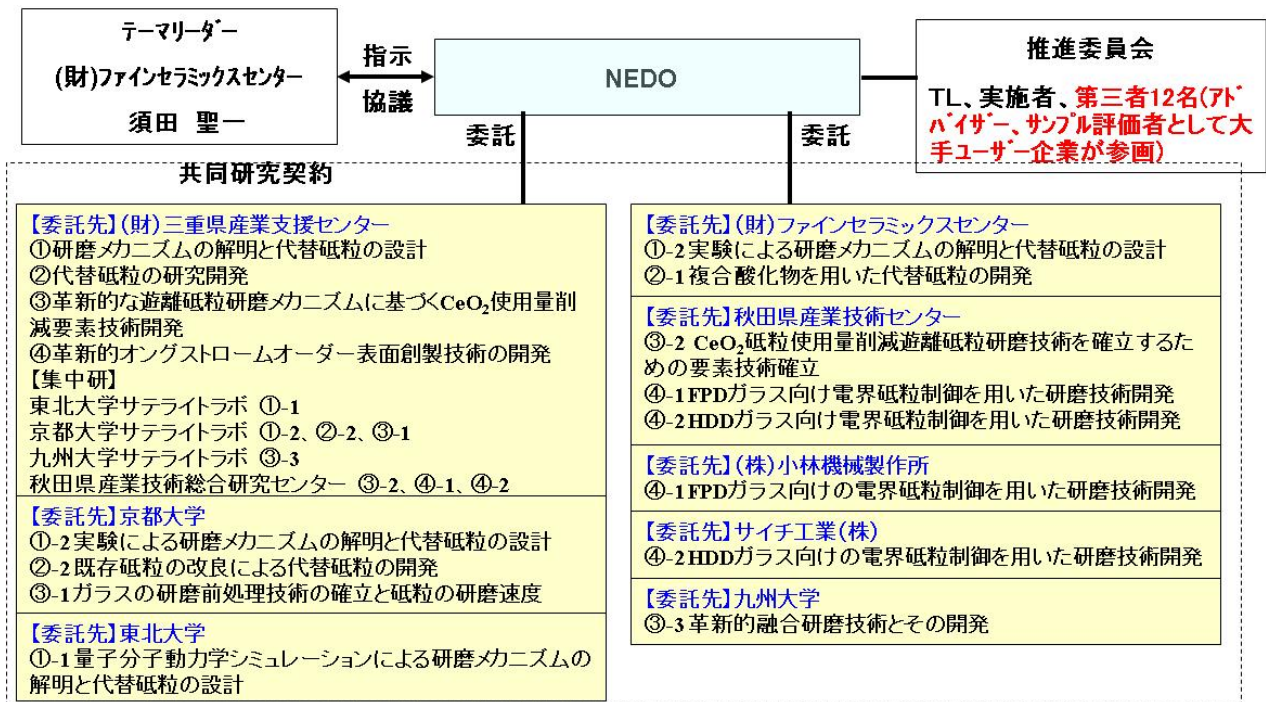 テーマリーダー
(財)ファインセラミックスセンター
須田 聖一
指示
協議
NEDO
推進委員会
TL、実施者、第三者12名(アド
バイザー、サンプル評価者として大
手ユーザー企業が参画)
委託
委託
共同研究契約
【委託先】(財)三重県産業支援センター
①研磨メカニズムの解明と代替砥粒の設計
②代替砥粒の研究開発
③革新的な遊離砥粒研磨メカニズムに基づくCeO₂使用量削
減要素技術開発
④革新的オングストロームオーダー表面創製技術の開発
【集中研】
東北大学サテライトラボ ①-1
京都大学サテライトラボ ①-2、②-2、③-1
九州大学サテライトラボ ③-3
秋田県産業技術総合研究センター ③-2、④-1、④-2
【委託先】京都大学
①-2実験による研磨メカニズムの解明と代替砥粒の設計
②-2既存砥粒の改良による代替砥粒の開発
③-1ガラスの研磨前処理技術の確立と砥粒の研磨速度
【委託先】東北大学
①-1量子分子動力学シミュレーションによる研磨メカニズムの
解明と代替砥粒の設計
【委託先】(財)ファインセラミックスセンター
①-2実験による研磨メカニズムの解明と代替砥粒の設計
②-1複合酸化物を用いた代替砥粒の開発
【委託先】秋田県産業技術センター
③-2 CeO₂砥粒使用量削減遊離砥粒研磨技術を確立するた
めの要素技術確立
④-1FPDガラス向け電界砥粒制御を用いた研磨技術開発
④-2HDDガラス向け電界砥粒制御を用いた研磨技術開発
【委託先】(株)小林機械製作所
④-1FPDガラス向けの電界砥粒制御を用いた研磨技術開発
【委託先】サイチ工業(株)
④-2HDDガラス向けの電界砥粒制御を用いた研磨技術開発
【委託先】九州大学
③-3革新的融合研磨技術とその開発